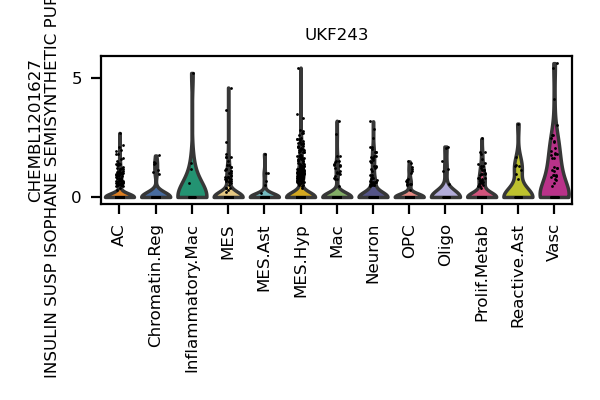 UKF243
CHEMBL1201627
INSULIN SUSP ISOPHANE SEMISYNTHETIC
5
0
AC
Chromatin.Reg
Inflammatory.Mac
MES
MES.Ast
MES.Hyp
Mac
Neuron
OPC
Oligo
Prolif.Metab
Reactive.Ast
Vasc